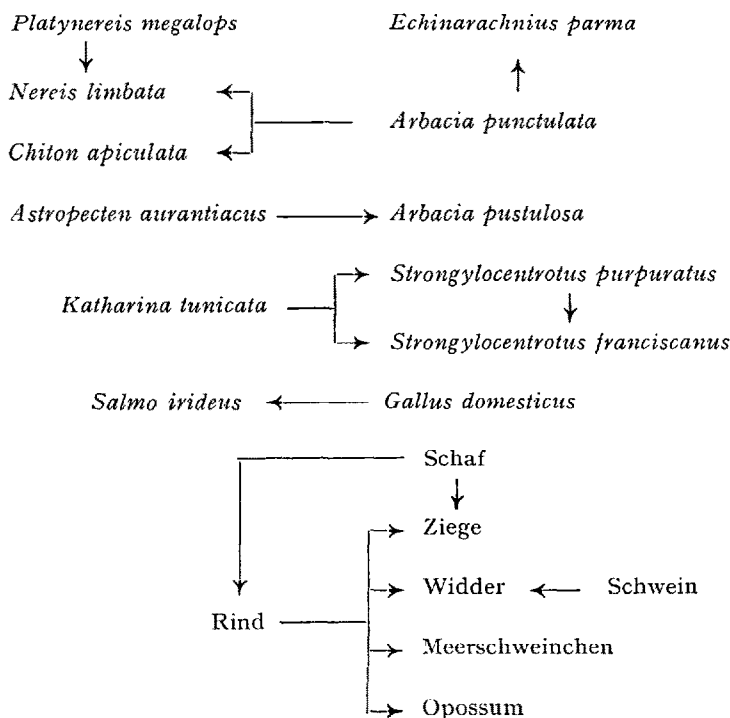 Platynereis megalops Echinarachnius parma
Nereis limbata
Arbacia punctulata
Chiton apiculata
Astropecten aurantiacus Arbacia pustulosa
Strongylocentrotus purpuratus
Katharina tunicata
Strongylocentrotus franciscanus
Salmo irideus Gallus domesticus
Schaf
Ziege
Widder Schwein
Rind
Meerschweinchen
Opossum